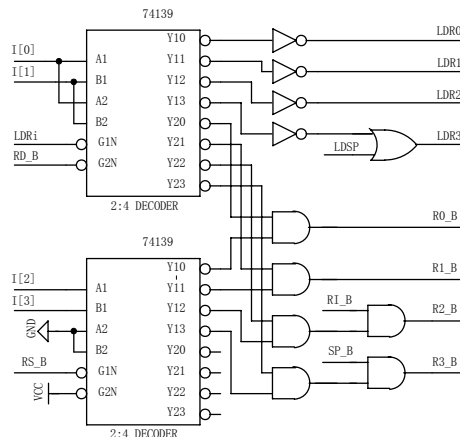 74139
I[0]
I[1]
LDRi
RD_B
A1
B1
A2
B2
G1N
G2N
Y10
Y11
Y12
Y13
Y20
Y21
Y22
Y23
2:4 DECODER
LDR0
LDR1
LDR2
LDR3
LDSP
74139
I[2]
I[3]
GND
RS_B
VCC
A1
B1
A2
B2
G1N
G2N
Y10
Y11
Y12
Y13
Y20
Y21
Y22
Y23
2:4 DECODER
R0_B
R1_B
RI_B
R2_B
SP_B
R3_B